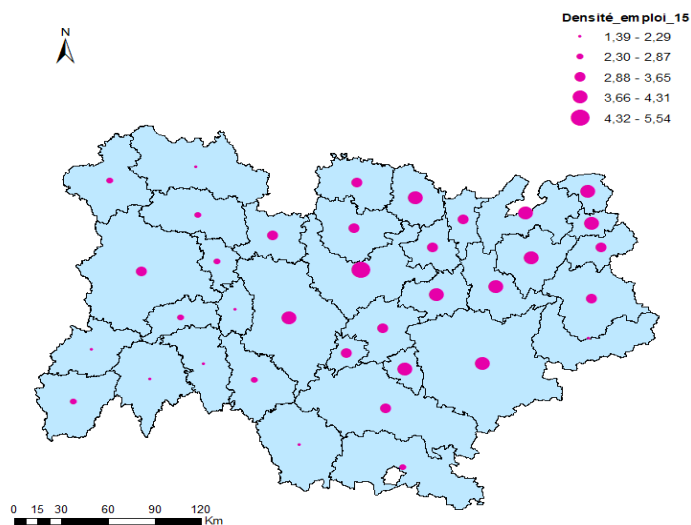 Densité_emploi_15
N
1,39 - 2,29
2,30 - 2,87
2,88 - 3,65
3,66 - 4,31
4,32 - 5,54
0 15 30 60 90 120
Km